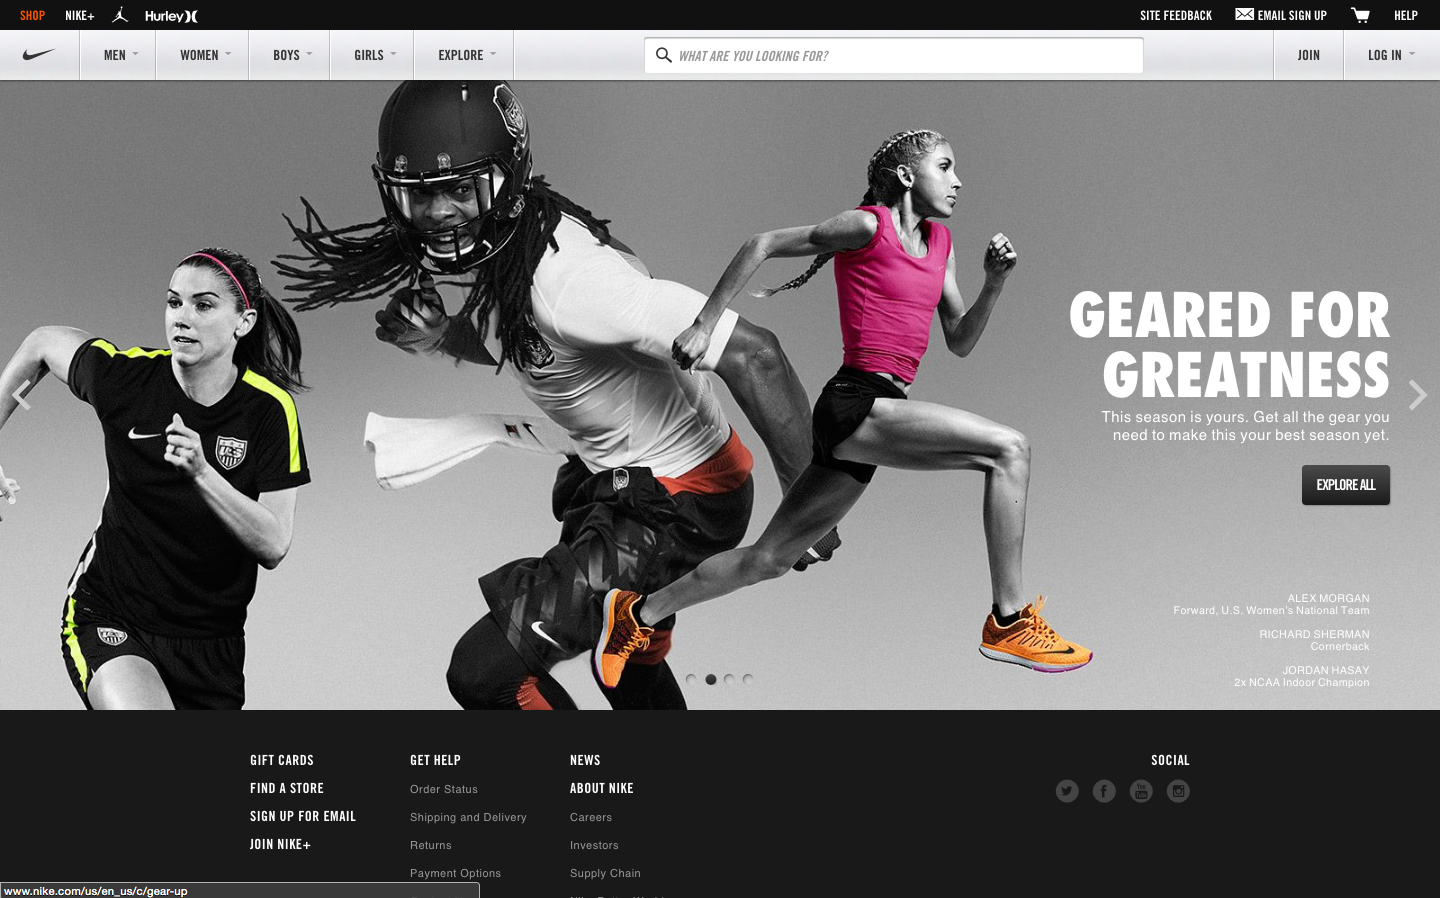 SHOP NIKE+ Hurley SITE FEEDBACK EMAIL SIGN UP HELP
MEN WOMEN BOYS GIRLS EXPLORE WHAT ARE YOU LOOKING FOR? JOIN LOG IN
GEARED FOR
GREATNESS
This season is yours. Get all the gear you
need to make this your best season yet.
EXPLORE ALL
US
ALEX MORGAN
Forward, U.S. Women's National Team
RICHARD SHERMAN
Cornerback
JORDAN HASAY
2x NCAA Indoor Champion
GIFT CARDS
FIND A STORE
SIGN UP FOR EMAIL
JOIN NIKE+
GET HELP
Order Status
Shipping and Delivery
Returns
Payment Options
NEWS
ABOUT NIKE
Careers
Investors
Supply Chain
SOCIAL
You
Tube
www.nike.com/us/en_us/c/gear-up